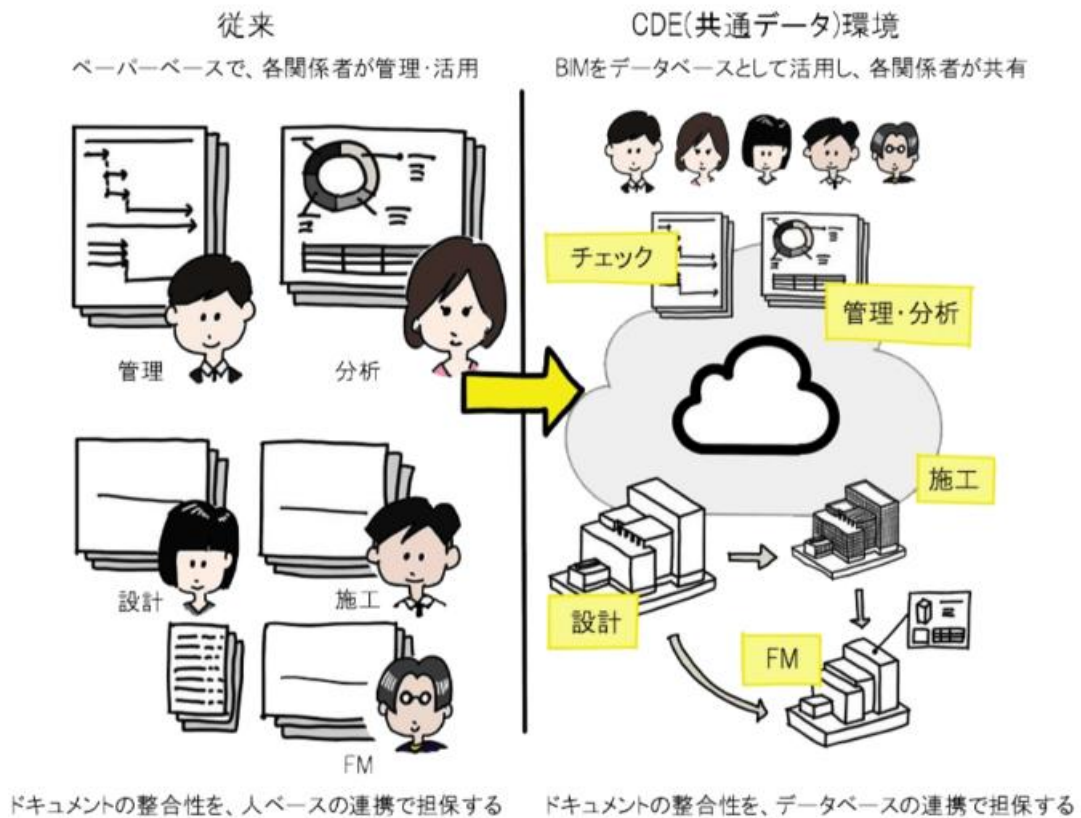 従来
ペーパーベースで、各関係者が管理・活用
管理
分析
設計
施工
FM
ドキュメントの整合性を、人ベースの連携で担保する
CDE(共通データ)環境
BIMをデータベースとして活用し、各関係者が共有
チェック
管理・分析
施工
設計
FM
ドキュメントの整合性を、データベースの連携で担保する